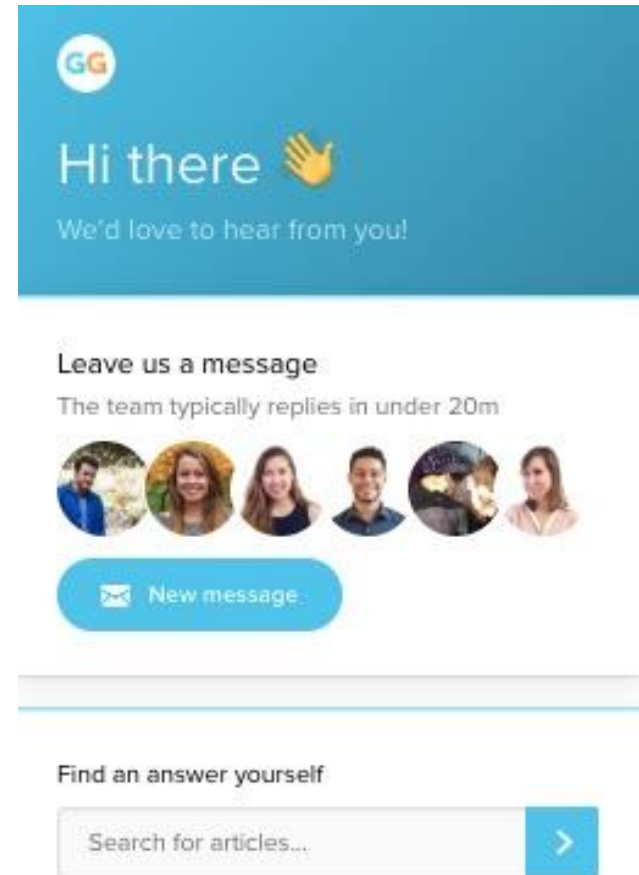 GG
Hi there 👋
We'd love to hear from you!
Leave us a message
The team typically replies in under 20m
New message
Find an answer yourself
Search for articles...